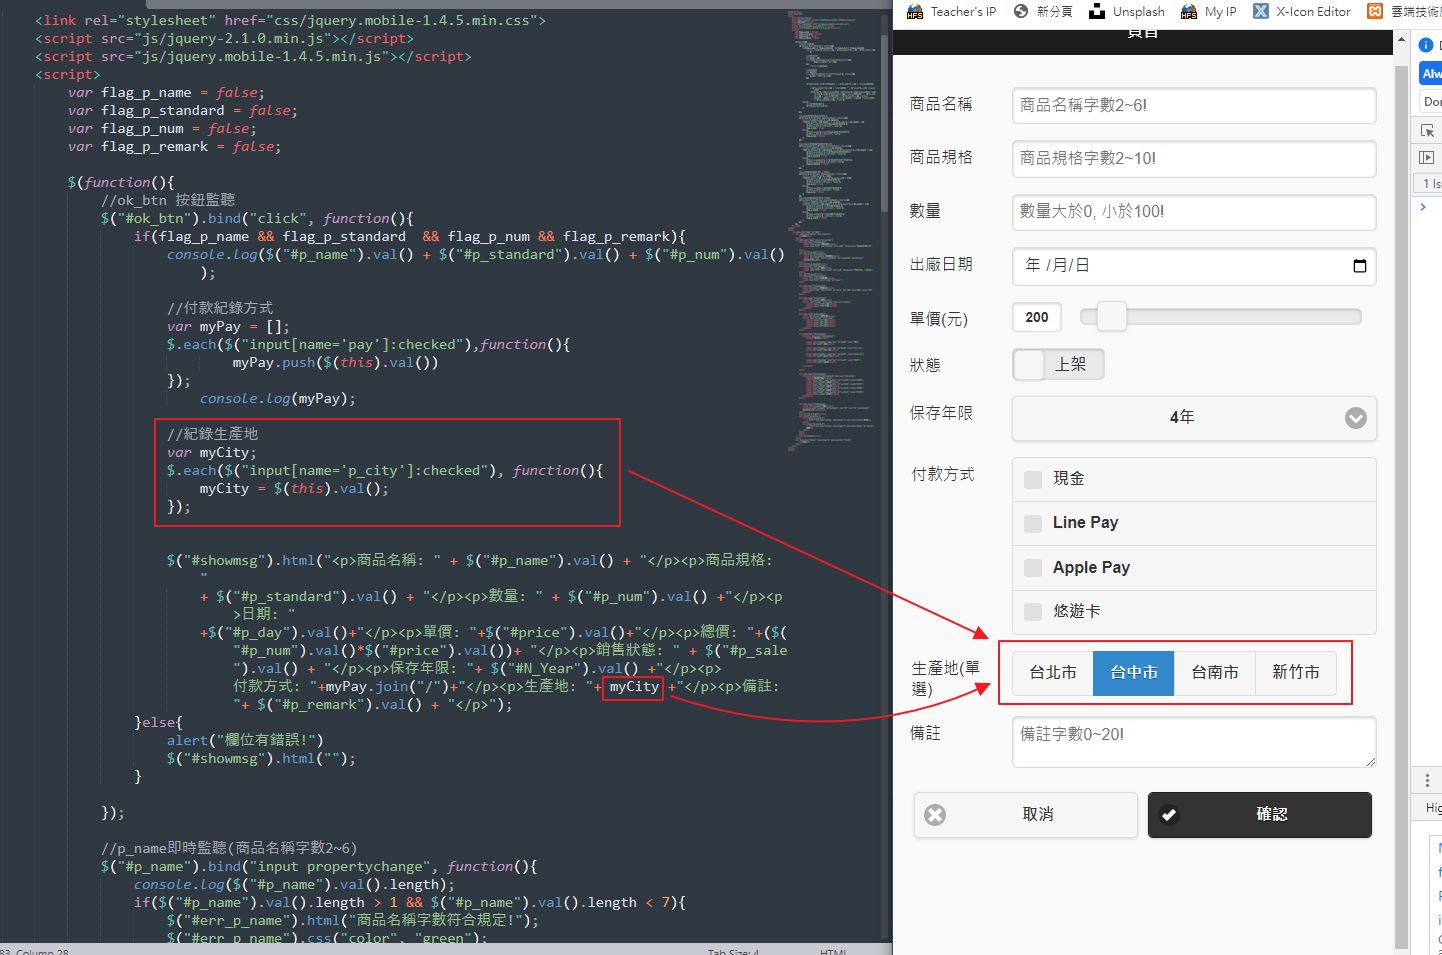 <link rel="stylesheet" href="css/jquery.mobile-1.4.5.min.css">
<script src="js/jquery-2.1.0.min.js"></script>
<script src="js/jquery.mobile-1.4.5.min.js"></script>
<script>
var flag_p_name = false;
var flag_p_standard = false;
var flag_p_num = false;
var flag_p_remark = false;
$(function(){
//ok_btn 按鈕監聽
$("#ok_btn").bind("click", function(){
if(flag_p_name && flag_p_standard  && flag_p_num && flag_p_remark){
console.log($("#p_name").val() + $("#p_standard").val() + $("#p_num").val()
);
//付款紀錄方式
var myPay = [];
$.each($("input[name='pay']:checked"),function(){
myPay.push($(this).val())
});
console.log(myPay);
//紀錄生產地
var myCity;
$.each($("input[name='p_city']:checked"), function(){
myCity = $(this).val();
});
$("#showmsg").html("<p>商品名稱: " + $("#p_name").val() + "</p><p>商品規格:
"
+ $("#p_standard").val() + "</p><p>數量: " + $("#p_num").val() +"</p><p
>日期: "
+$("#p_day").val()+"</p><p>單價: "+$("#price").val()+"</p><p>總價: "+($(
"#p_num").val()*$("#price").val())+ "</p><p>銷售狀態: " + $("#p_sale
").val() + "</p><p>保存年限: "+ $("#N_Year").val() +"</p><p>
付款方式: "+myPay.join("/")+"</p><p>生產地: "+ myCity +"</p><p>備註:
"+ $("#p_remark").val() + "</p>");
}else{
alert("欄位有錯誤!")
$("#showmsg").html("");
}
});
//p_name即時監聽(商品名稱字數2~6)
$("#p_name").bind("input propertychange", function(){
console.log($("#p_name").val().length);
if($("#p_name").val().length > 1 && $("#p_name").val().length < 7){
$("#err_p_name").html("商品名稱字數符合規定!");
$("#err_p_name").css("color", "green");
83, Column 28
Tab Size: 4
HTML
Teacher's IP
新分頁
Unsplash
My IP
X-Icon Editor
雲端技術
頁首
商品名稱
商品名稱字數2~6!
商品規格
商品規格字數2~10!
數量
數量大於0, 小於100!
出廠日期
年 /月/日
單價(元)
200
狀態
上架
保存年限
4年
付款方式
現金
Line Pay
Apple Pay
悠遊卡
生產地(單
選)
台北市
台中市
台南市
新竹市
備註
備註字數0~20!
取消
確認
Alw
Don
1 Is
Hig